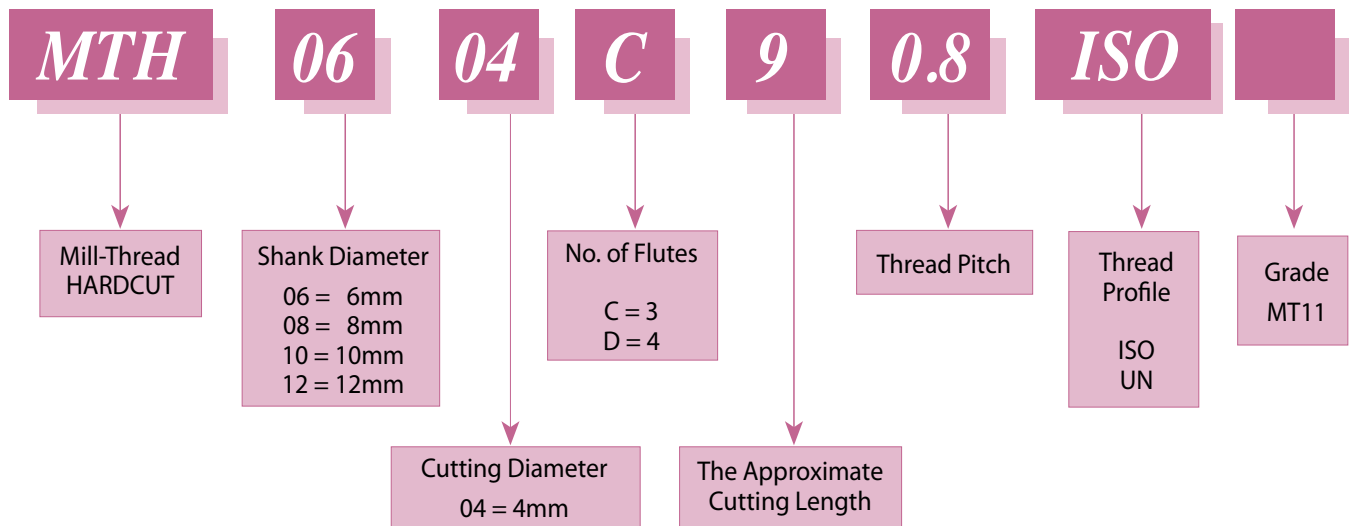 MTH 06 04 C 9 0.8 ISO
Mill-Thread
HARDCUT
Shank Diameter
06 = 6mm
08 = 8mm
10 = 10mm
12 = 12mm
Cutting Diameter
04 = 4mm
No. of Flutes
C = 3
D = 4
The Approximate
Cutting Length
Thread Pitch
Thread
Profile
ISO
UN
Grade
MT11